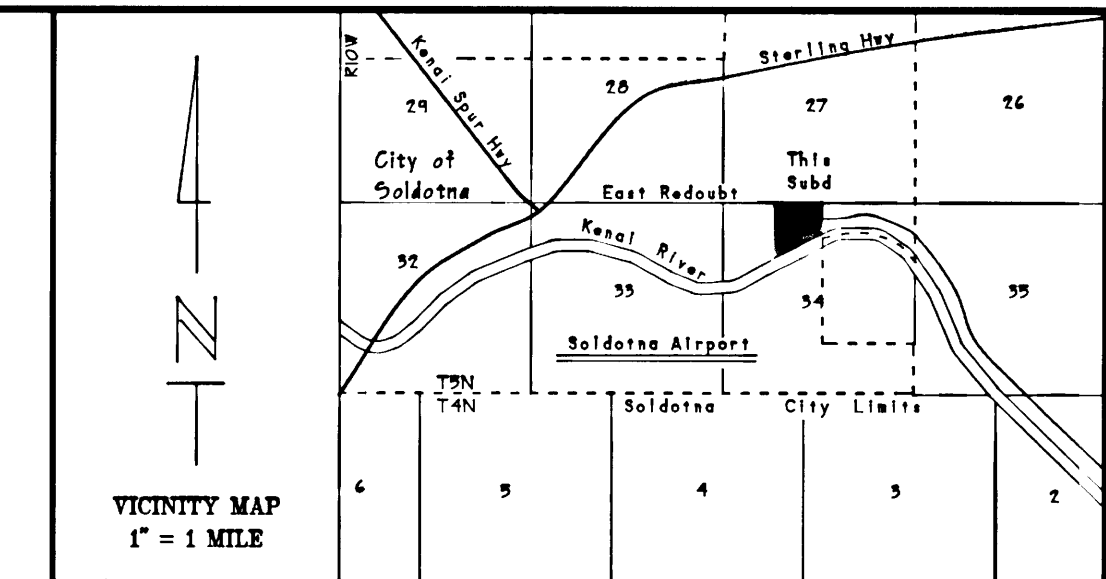 R10W
Kenai Spur Hwy
Sterling Hwy
29
28
27
26
City of
Soldotna
This
Subd
East Redoubt
Kenai River
32
33
34
35
Soldotna Airport
T5N
T4N
Soldotna City Limits
6
5
4
3
2
N
VICINITY MAP
1" = 1 MILE